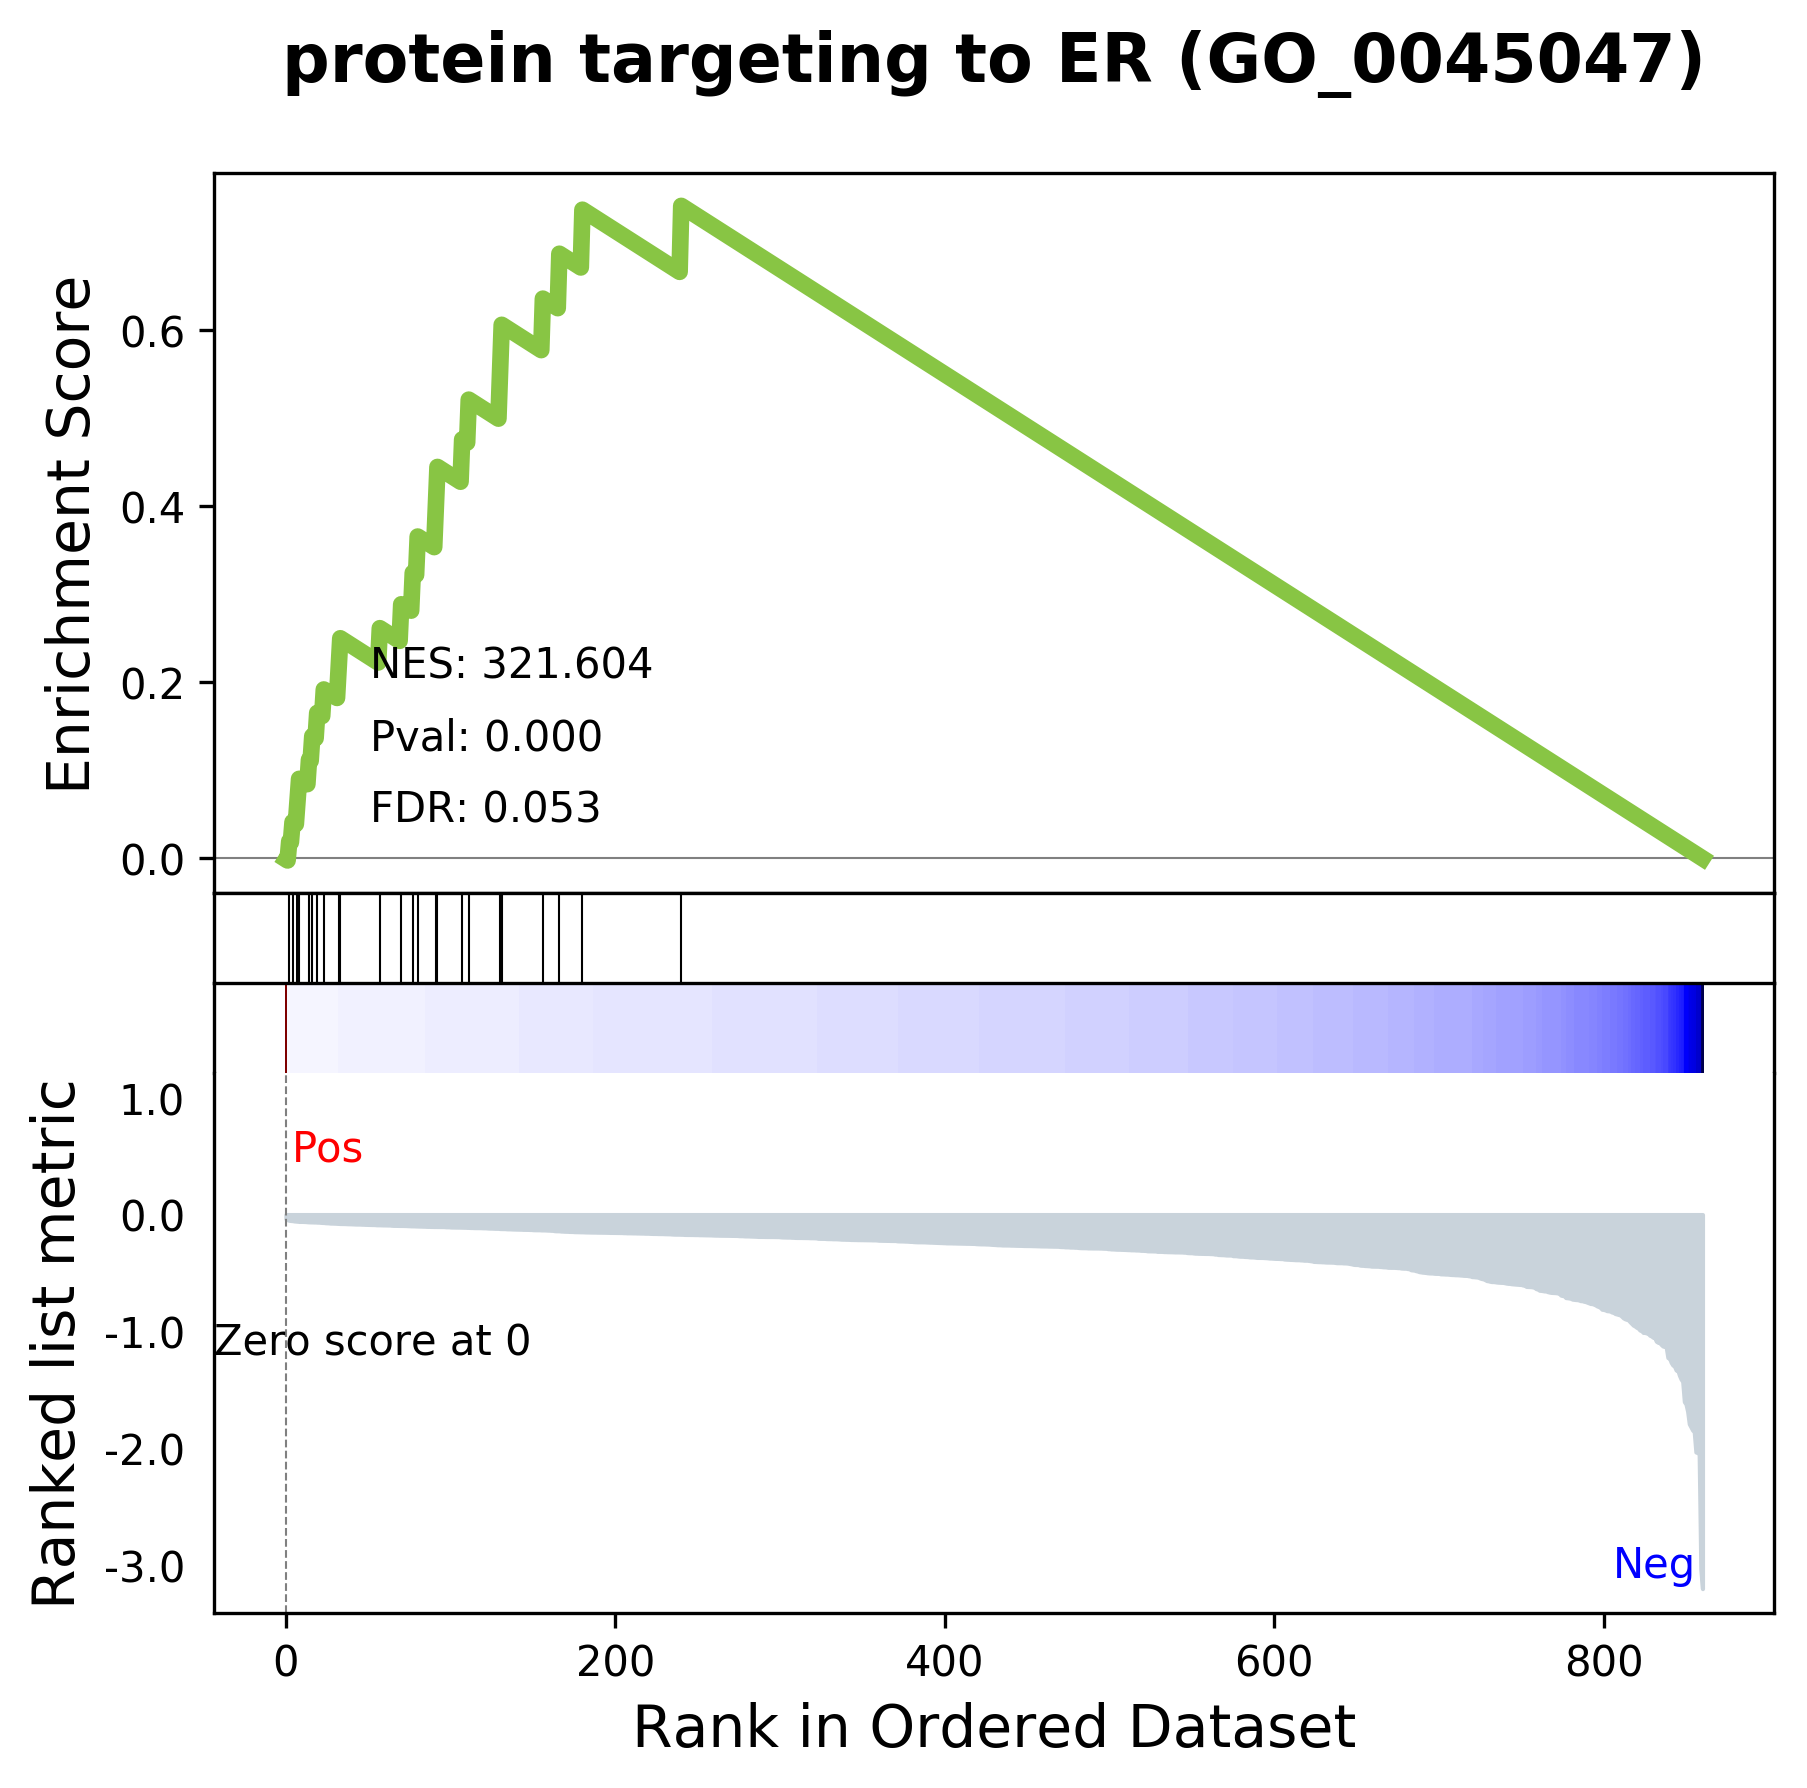 protein targeting to ER (GO_0045047)
Enrichment Score
0.6
0.4
0.2
0.0
NES: 321.604
Pval: 0.000
FDR: 0.053
Ranked list metric
1.0
0.0
-1.0
-2.0
-3.0
Pos
Zero score at 0
Neg
0 200 400 600 800
Rank in Ordered Dataset